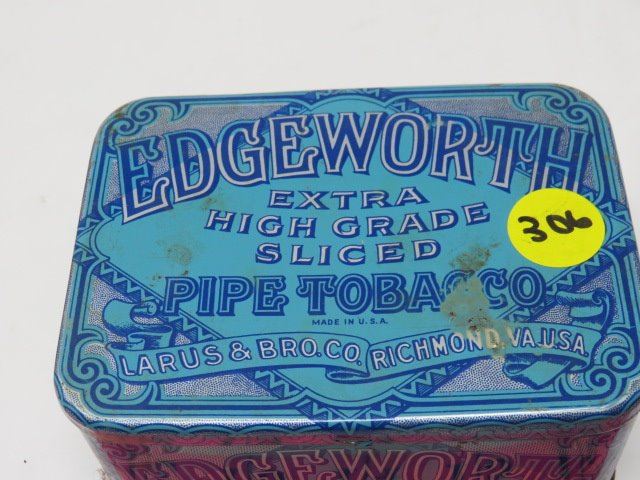 EDGEWORTH
EXTRA
HIGH GRADE
SLICED
306
PIPE TOBACCO
MADE IN U.S.A.
LARUS & BRO. CO. RICHMOND, VA. U.S.A.
EDGEWORTH